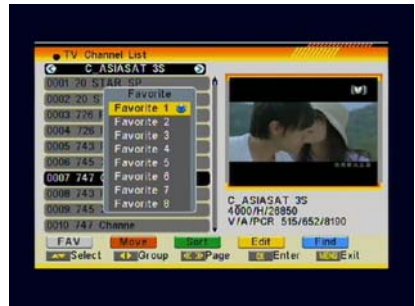 TV Channel List
C_ASIASAT 3S
0001 20 STAR SP
0002 20 S
0003 726
0004 726
0005 743
0006 745
0007 747
0008 743
0009 745
0010 747 Channe
Favorite
Favorite 1
Favorite 2
Favorite 3
Favorite 4
Favorite 5
Favorite 6
Favorite 7
Favorite 8
C_ASIASAT 3S
4000/H/26850
V/A/PCR 515/652/8190
FAV Move Sort Edit Find
Select Group Page OK Enter MENU Exit